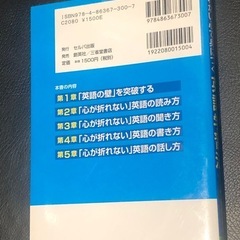 ISBN978-4-86367-300-7
C2080 ¥1500E
発行 セルバ出版
発売 創英社/三省堂書店
定価 本体1500円(税別)
9784863673007
1922080015004
本書の内容
第1章 「英語の壁」を突破する
第2章 「心が折れない」英語の読み方
第3章 「心が折れない」英語の聞き方
第4章 「心が折れない」英語の書き方
第5章 「心が折れない」英語の話し方